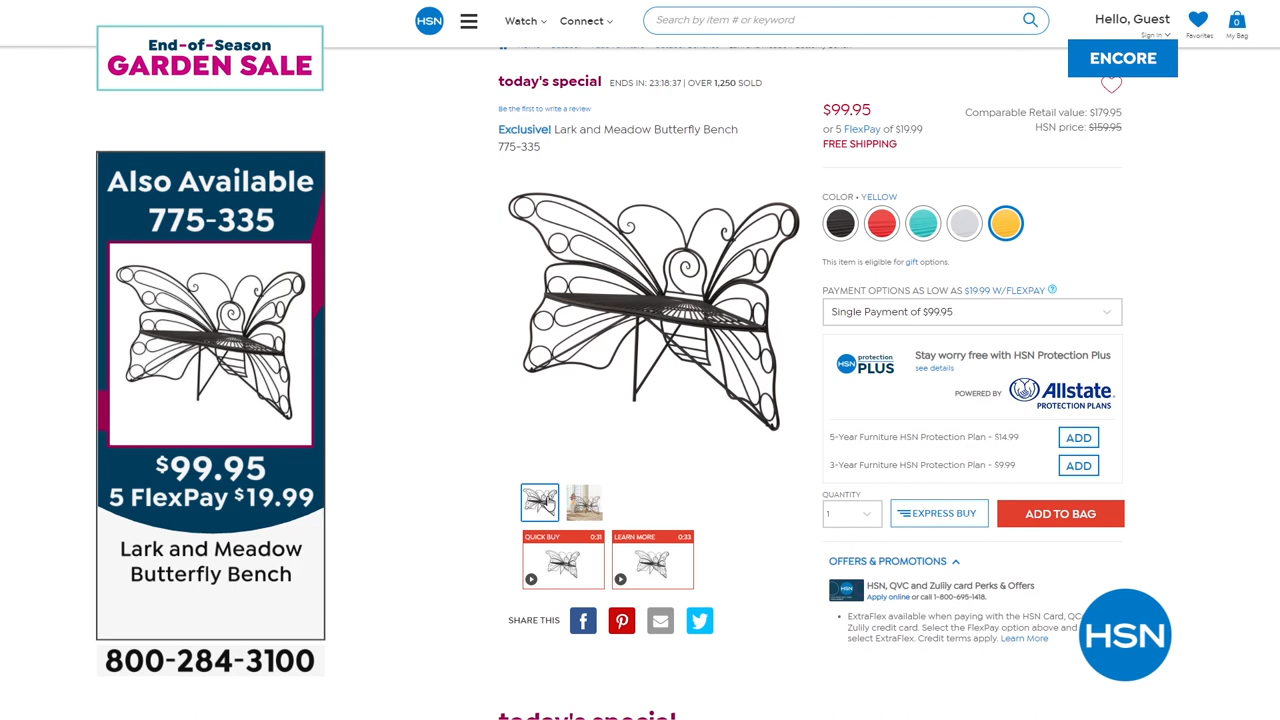 End-of-Season
GARDEN SALE
Also Available
775-335
$99.95
5 FlexPay $19.99
Lark and Meadow
Butterfly Bench
800-284-3100
HSN
Watch
Connect
Search by item # or keyword
Hello, Guest
Sign in
Favorites
0
My Bag
ENCORE
today's special ENDS IN: 23:18:37 | OVER 1,250 SOLD
Be the first to write a review
Exclusive! Lark and Meadow Butterfly Bench
775-335
$99.95
or 5 FlexPay of $19.99
FREE SHIPPING
Comparable Retail value: $179.95
HSN price: $159.95
COLOR • YELLOW
This item is eligible for gift options.
PAYMENT OPTIONS AS LOW AS $19.99 W/FLEXPAY ?
Single Payment of $99.95
HSN protection PLUS
Stay worry free with HSN Protection Plus
see details
POWERED BY Allstate.
PROTECTION PLANS
5-Year Furniture HSN Protection Plan - $14.99 ADD
3-Year Furniture HSN Protection Plan - $9.99 ADD
QUANTITY
1
EXPRESS BUY
ADD TO BAG
QUICK BUY 0:31
LEARN MORE 0:33
SHARE THIS
OFFERS & PROMOTIONS
HSN, QVC and Zulily card Perks & Offers
Apply online or call 1-800-695-1418.
• ExtraFlex available when paying with the HSN Card, QC
Zulily credit card. Select the FlexPay option above and
select ExtraFlex. Credit terms apply. Learn More
HSN
today's special